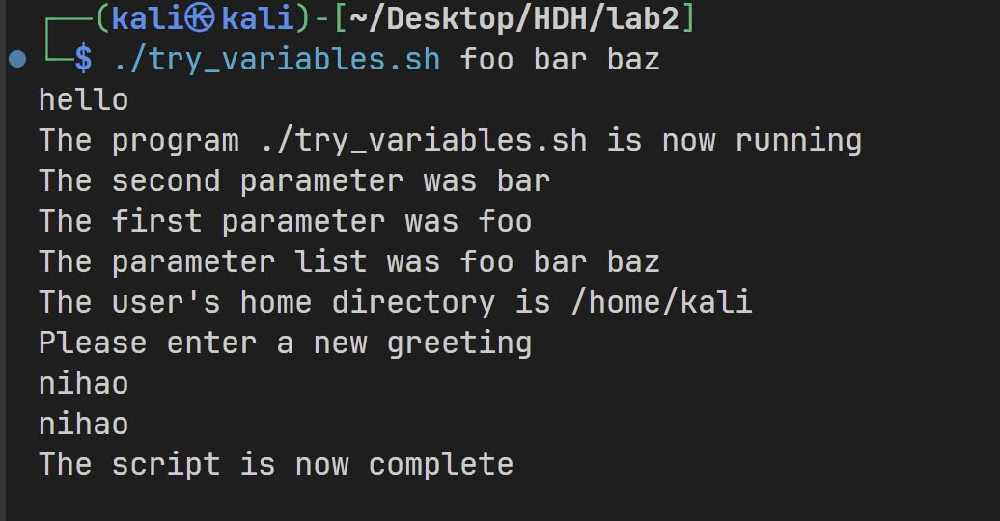 ┌──(kali㉿kali)-[~/Desktop/HDH/lab2]
└─$ ./try_variables.sh foo bar baz
hello
The program ./try_variables.sh is now running
The second parameter was bar
The first parameter was foo
The parameter list was foo bar baz
The user's home directory is /home/kali
Please enter a new greeting
nihao
nihao
The script is now complete